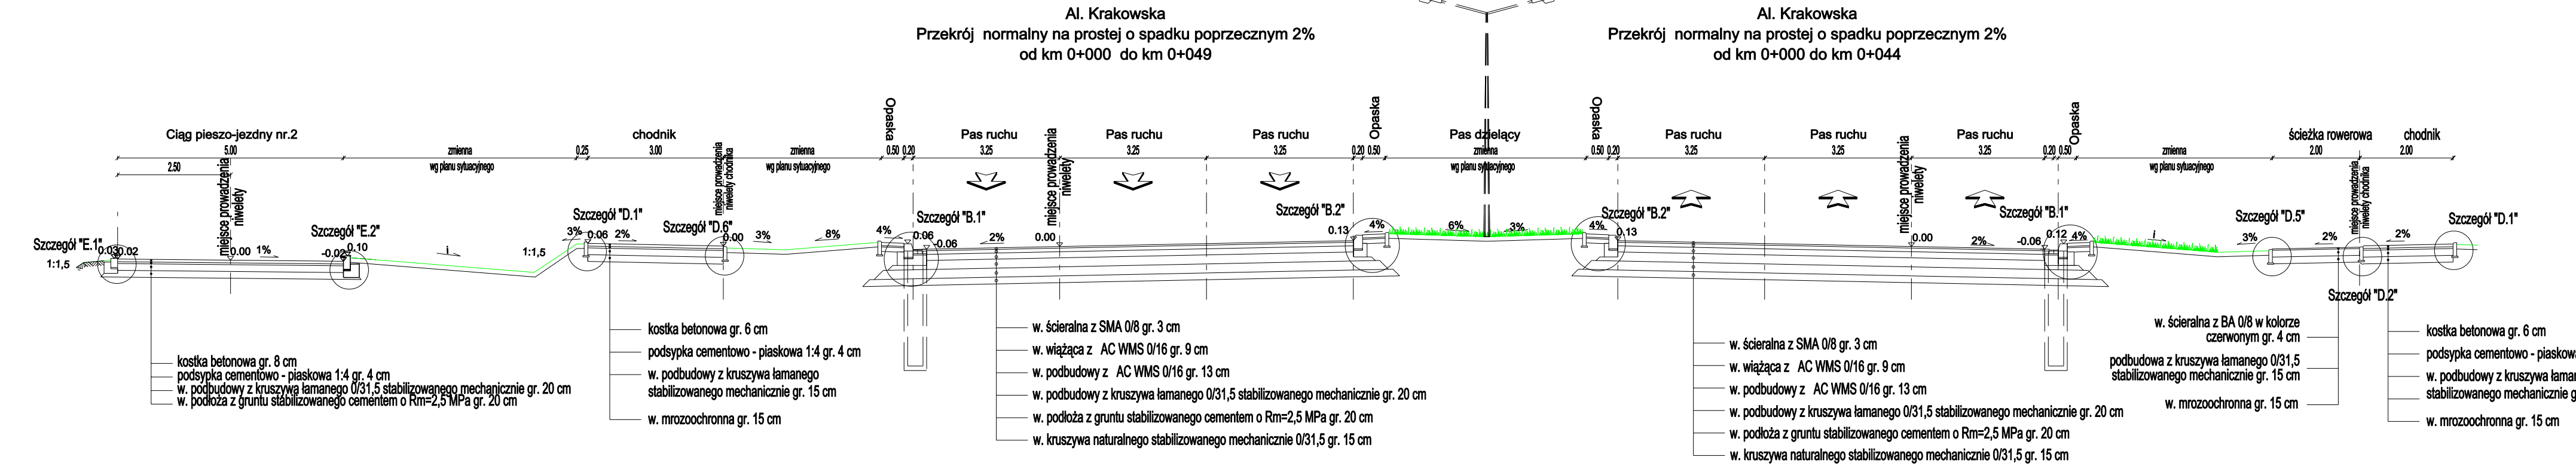 Al. Krakowska
Przekrój normalny na prostej o spadku poprzecznym 2%
od km 0+000 do km 0+049
Al. Krakowska
Przekrój normalny na prostej o spadku poprzecznym 2%
od km 0+000 do km 0+044
Ciąg pieszo-jezdny nr.2
chodnik
Opaska
Pas ruchu
Pas ruchu
Pas ruchu
Opaska
Pas dzielący
Opaska
Pas ruchu
Pas ruchu
Pas ruchu
Opaska
ścieżka rowerowa
chodnik
5.00
zmienna
0.25
3.00
zmienna
0.50
0.20
3.25
3.25
3.25
0.20
0.50
zmienna
0.50
0.20
3.25
3.25
3.25
0.20
0.50
zmienna
2.00
2.00
2.50
wg planu sytuacyjnego
wg planu sytuacyjnego
wg planu sytuacyjnego
wg planu sytuacyjnego
miejsce prowadzenia
niwelety
miejsce prowadzenia
niwelety chodnika
miejsce prowadzenia
niwelety
miejsce prowadzenia
niwelety
miejsce prowadzenia
niwelety chodnika
Szczegół "E.1"
Szczegół "E.2"
Szczegół "D.1"
Szczegół "D.6"
Szczegół "B.1"
Szczegół "B.2"
Szczegół "B.2"
Szczegół "B.1"
Szczegół "D.5"
Szczegół "D.2"
Szczegół "D.1"
1:1,5
0.03
0.02
0.00
1%
-0.02
0.10
i
1:1,5
3%
0.06
2%
0.00
3%
8%
4%
0.06
-0.06
2%
0.00
0.13
4%
6%
3%
4%
0.13
0.00
2%
-0.06
0.12
4%
i
3%
2%
2%
kostka betonowa gr. 8 cm
podsypka cementowo - piaskowa 1:4 gr. 4 cm
w. podbudowy z kruszywa łamanego 0/31,5 stabilizowanego mechanicznie gr. 20 cm
w. podłoża z gruntu stabilizowanego cementem o Rm=2,5 MPa gr. 20 cm
kostka betonowa gr. 6 cm
podsypka cementowo - piaskowa 1:4 gr. 4 cm
w. podbudowy z kruszywa łamanego
stabilizowanego mechanicznie gr. 15 cm
w. mrozoochronna gr. 15 cm
w. ścieralna z SMA 0/8 gr. 3 cm
w. wiążąca z AC WMS 0/16 gr. 9 cm
w. podbudowy z AC WMS 0/16 gr. 13 cm
w. podbudowy z kruszywa łamanego 0/31,5 stabilizowanego mechanicznie gr. 20 cm
w. podłoża z gruntu stabilizowanego cementem o Rm=2,5 MPa gr. 20 cm
w. kruszywa naturalnego stabilizowanego mechanicznie 0/31,5 gr. 15 cm
w. ścieralna z SMA 0/8 gr. 3 cm
w. wiążąca z AC WMS 0/16 gr. 9 cm
w. podbudowy z AC WMS 0/16 gr. 13 cm
w. podbudowy z kruszywa łamanego 0/31,5 stabilizowanego mechanicznie gr. 20 cm
w. podłoża z gruntu stabilizowanego cementem o Rm=2,5 MPa gr. 20 cm
w. kruszywa naturalnego stabilizowanego mechanicznie 0/31,5 gr. 15 cm
w. ścieralna z BA 0/8 w kolorze
czerwonym gr. 4 cm
podbudowa z kruszywa łamanego 0/31,5
stabilizowanego mechanicznie gr. 15 cm
w. mrozoochronna gr. 15 cm
kostka betonowa gr. 6 cm
podsypka cementowo - piaskowa
w. podbudowy z kruszywa
stabilizowanego mechanicznie
w. mrozoochronna gr. 15 cm